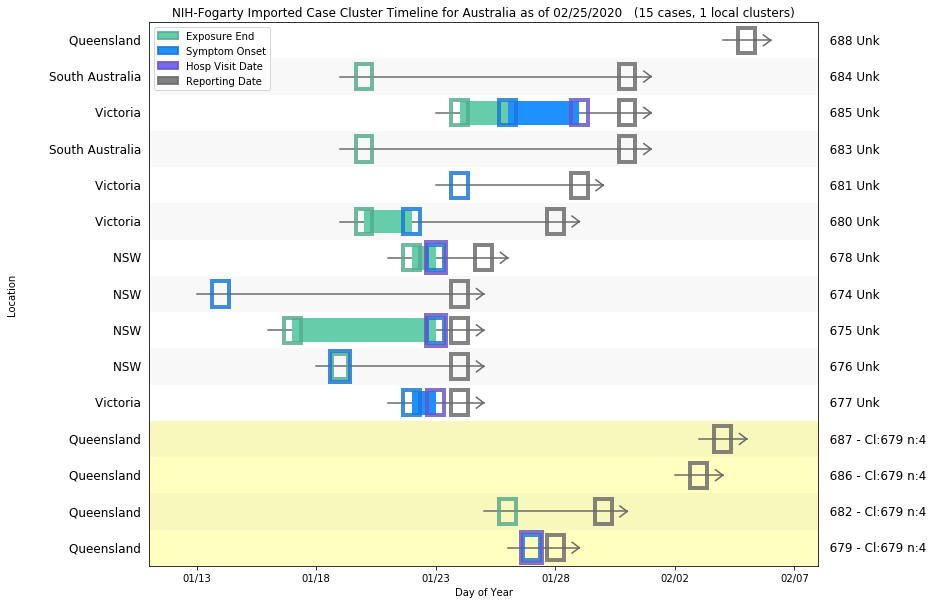 NIH-Fogarty Imported Case Cluster Timeline for Australia as of 02/25/2020   (15 cases, 1 local clusters)
Exposure End
Symptom Onset
Hosp Visit Date
Reporting Date
Location
Queensland 688 Unk
South Australia 684 Unk
Victoria 685 Unk
South Australia 683 Unk
Victoria 681 Unk
Victoria 680 Unk
NSW 678 Unk
NSW 674 Unk
NSW 675 Unk
NSW 676 Unk
Victoria 677 Unk
Queensland 687 - Cl:679 n:4
Queensland 686 - Cl:679 n:4
Queensland 682 - Cl:679 n:4
Queensland 679 - Cl:679 n:4
01/13 01/18 01/23 01/28 02/02 02/07
Day of Year